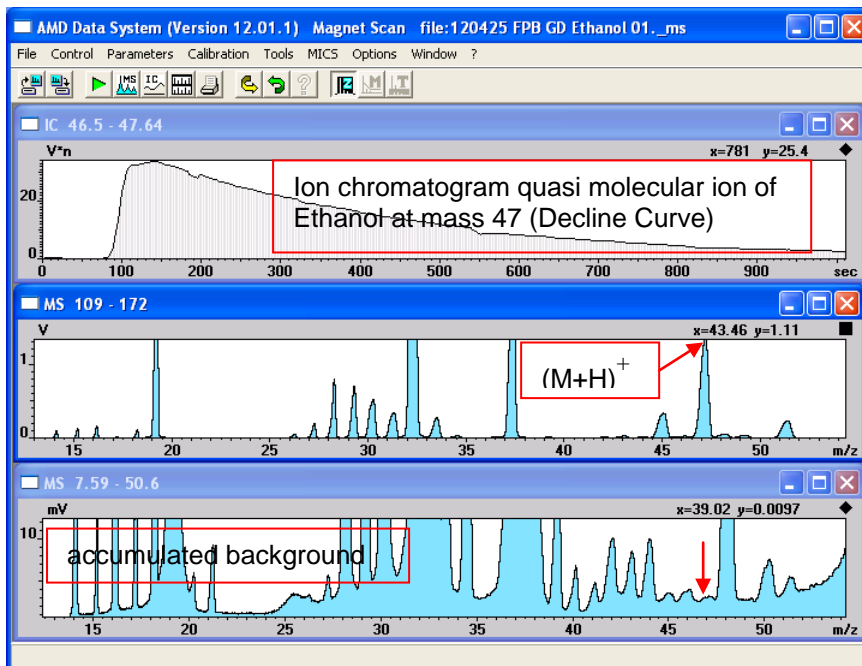 AMD Data System (Version 12.01.1) Magnet Scan file:120425 FPB GD Ethanol 01._ms
File Control Parameters Calibration Tools MICS Options Window ?
MS IC
IC 46.5 - 47.64
V*n x=781 y=25.4
Ion chromatogram quasi molecular ion of
Ethanol at mass 47 (Decline Curve)
20
0
0 100 200 300 400 500 600 700 800 900 sec
MS 109 - 172
V x=43.46 y=1.11
(M+H)+
1
0
15 20 25 30 35 40 45 50 m/z
MS 7.59 - 50.6
mV x=39.02 y=0.0097
10
accumulated background
15 20 25 30 35 40 45 50 m/z